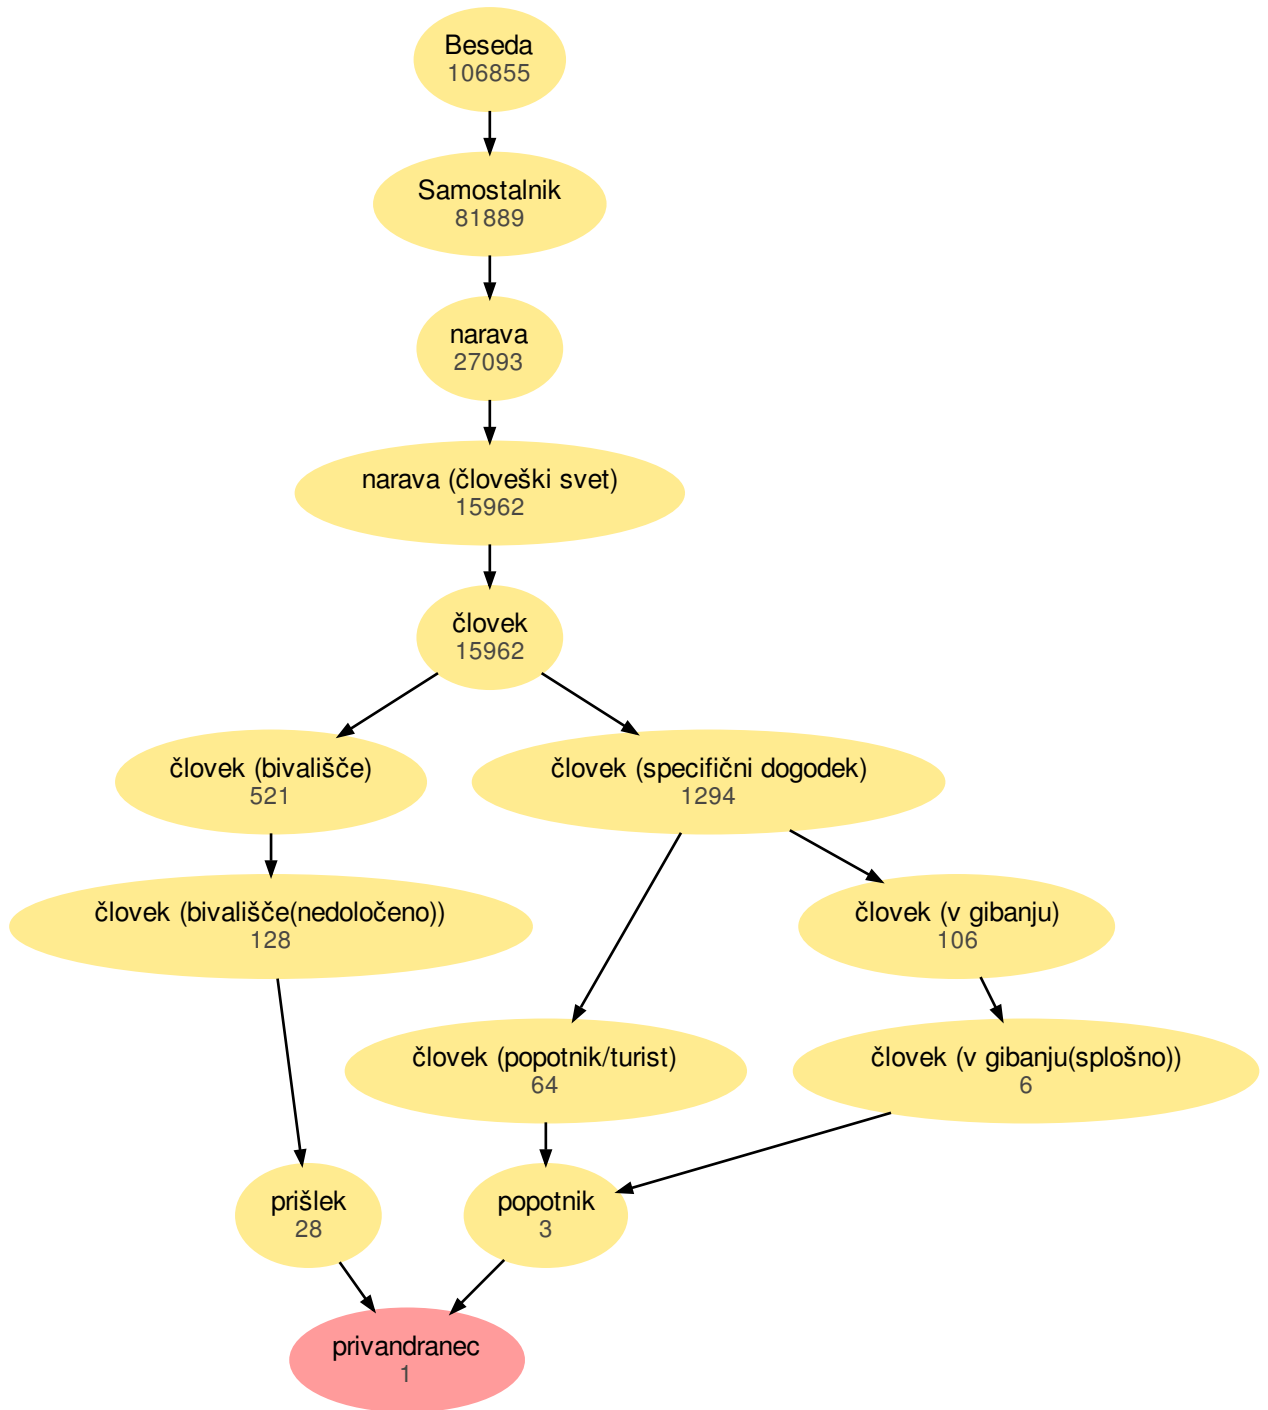 Beseda
106855
Samostalnik
81889
narava
27093
narava (človeški svet)
15962
človek
15962
človek (bivališče)
521
človek (specifični dogodek)
1294
človek (bivališče(nedoločeno))
128
človek (v gibanju)
106
človek (popotnik/turist)
64
človek (v gibanju(splošno))
6
prišlek
28
popotnik
3
privandranec
1